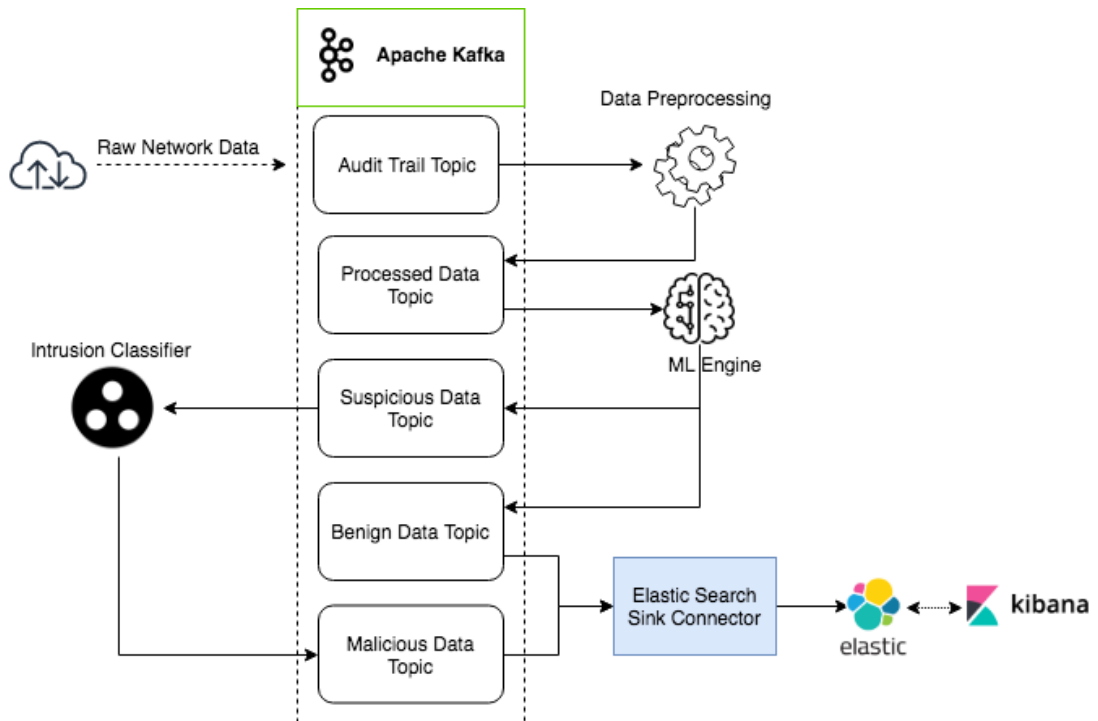 Apache Kafka
Data Preprocessing
Raw Network Data
Audit Trail Topic
Processed Data
Topic
ML Engine
Intrusion Classifier
Suspicious Data
Topic
Benign Data Topic
Elastic Search
Sink Connector
elastic
kibana
Malicious Data
Topic